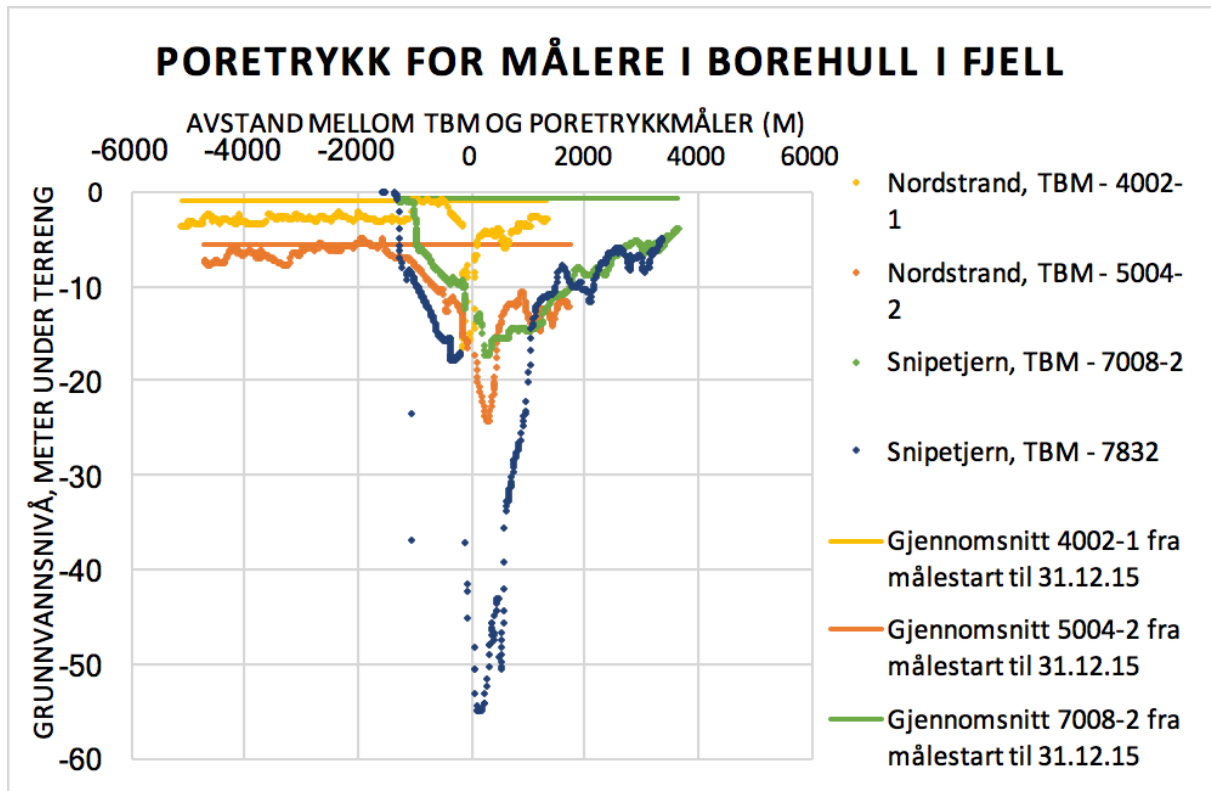 PORETRYKK FOR MÅLERE I BOREHULL I FJELL
AVSTAND MELLOM TBM OG PORETRYKKMÅLER (M)
-6000 -4000 -2000 0 2000 4000 6000
GRUNNVANNSNIVÅ, METER UNDER TERRENG
0
-10
-20
-30
-40
-50
-60
Nordstrand, TBM - 4002-
1
Nordstrand, TBM - 5004-
2
Snipetjern, TBM - 7008-2
Snipetjern, TBM - 7832
Gjennomsnitt 4002-1 fra
målestart til 31.12.15
Gjennomsnitt 5004-2 fra
målestart til 31.12.15
Gjennomsnitt 7008-2 fra
målestart til 31.12.15